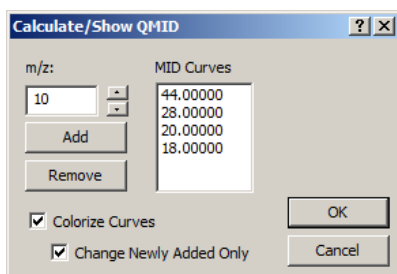 Calculate/Show QMID
m/z:
MID Curves
10
44.00000
28.00000
20.00000
18.00000
Add
Remove
Colorize Curves
OK
Change Newly Added Only
Cancel